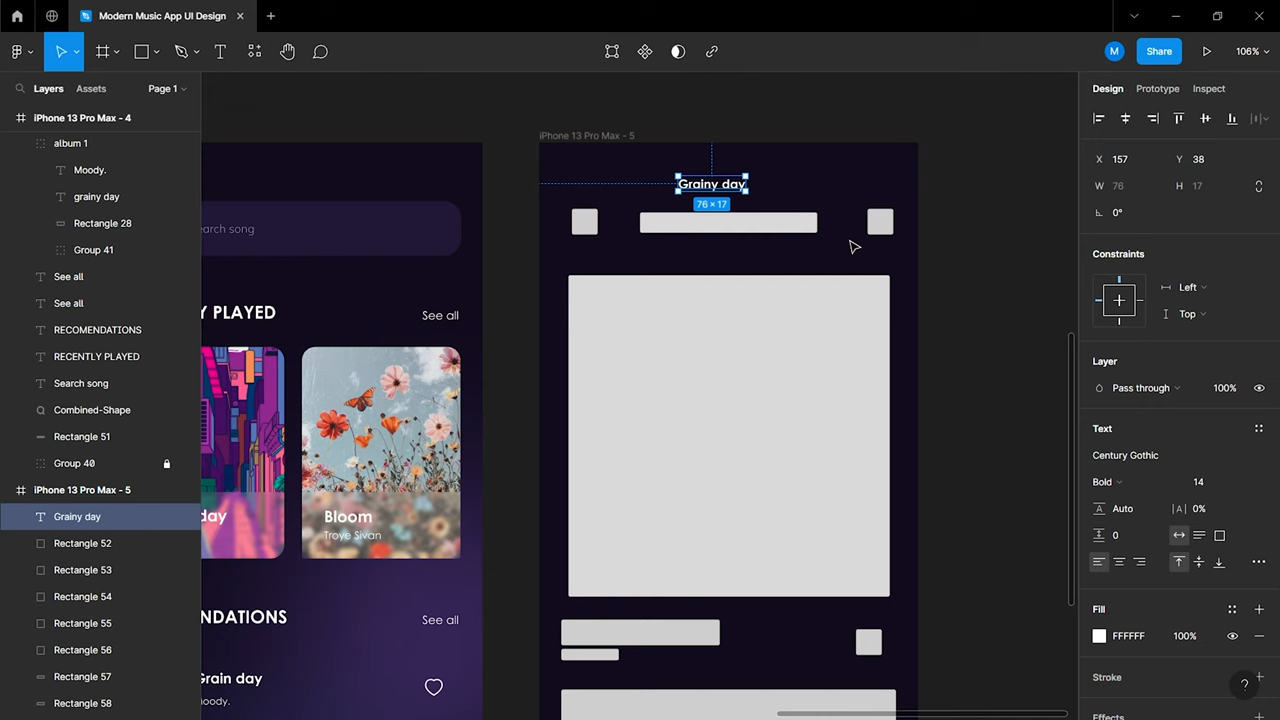 Modern Music App UI Design
M
Share
106%
Layers
Assets
Page 1
iPhone 13 Pro Max - 4
album 1
Moody.
grainy day
Rectangle 28
Group 41
See all
See all
RECOMENDATIONS
RECENTLY PLAYED
Search song
Combined-Shape
Rectangle 51
Group 40
iPhone 13 Pro Max - 5
Grainy day
Rectangle 52
Rectangle 53
Rectangle 54
Rectangle 55
Rectangle 56
Rectangle 57
Rectangle 58
earch song
Y PLAYED
See all
day
Bloom
Troye Sivan
NDATIONS
See all
Grain day
moody.
iPhone 13 Pro Max - 5
Grainy day
76 × 17
Design
Prototype
Inspect
X 157
Y 38
W 76
H 17
0°
Constraints
Left
Top
Layer
Pass through
100%
Text
Century Gothic
Bold
14
Auto
|A| 0%
0
Fill
FFFFFF
100%
Stroke
Effects
?